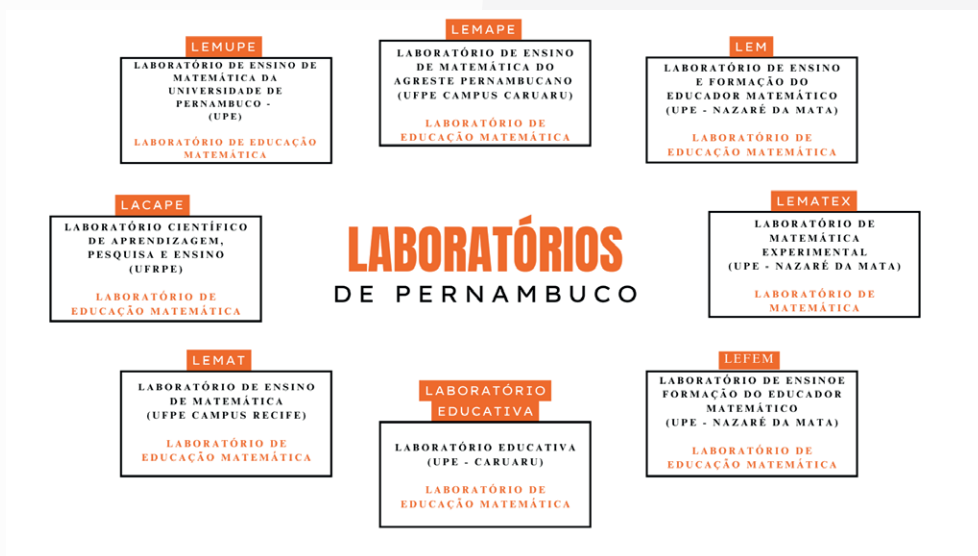 LEMUPE
LABORATÓRIO DE ENSINO DE
MATEMÁTICA DA
UNIVERSIDADE DE
PERNAMBUCO -
(UPE)
LABORATÓRIO DE EDUCAÇÃO
MATEMÁTICA
LEMAPE
LABORATÓRIO DE ENSINO
DE MATEMÁTICA DO
AGRESTE PERNAMBUCANO
(UFPE CAMPUS CARUARU)
LABORATÓRIO DE
EDUCAÇÃO MATEMÁTICA
LEM
LABORATÓRIO DE ENSINO
E FORMAÇÃO DO
EDUCADOR MATEMÁTICO
(UPE - NAZARÉ DA MATA)
LABORATÓRIO DE
EDUCAÇÃO MATEMÁTICA
LACAPE
LABORATÓRIO CIENTÍFICO
DE APRENDIZAGEM,
PESQUISA E ENSINO
(UFRPE)
LABORATÓRIO DE
EDUCAÇÃO MATEMÁTICA
LABORATÓRIOS
DE PERNAMBUCO
LEMATEX
LABORATÓRIO DE
MATEMÁTICA
EXPERIMENTAL
(UPE - NAZARÉ DA MATA)
LABORATÓRIO DE
MATEMÁTICA
LEMAT
LABORATÓRIO DE ENSINO
DE MATEMÁTICA
(UFPE CAMPUS RECIFE)
LABORATÓRIO DE
EDUCAÇÃO MATEMÁTICA
LABORATÓRIO
EDUCATIVA
LABORATÓRIO EDUCATIVA
(UPE - CARUARU)
LABORATÓRIO DE
EDUCAÇÃO MATEMÁTICA
LEFEM
LABORATÓRIO DE ENSINOE
FORMAÇÃO DO EDUCADOR
MATEMÁTICO
(UPE - NAZARÉ DA MATA)
LABORATÓRIO DE
EDUCAÇÃO MATEMÁTICA